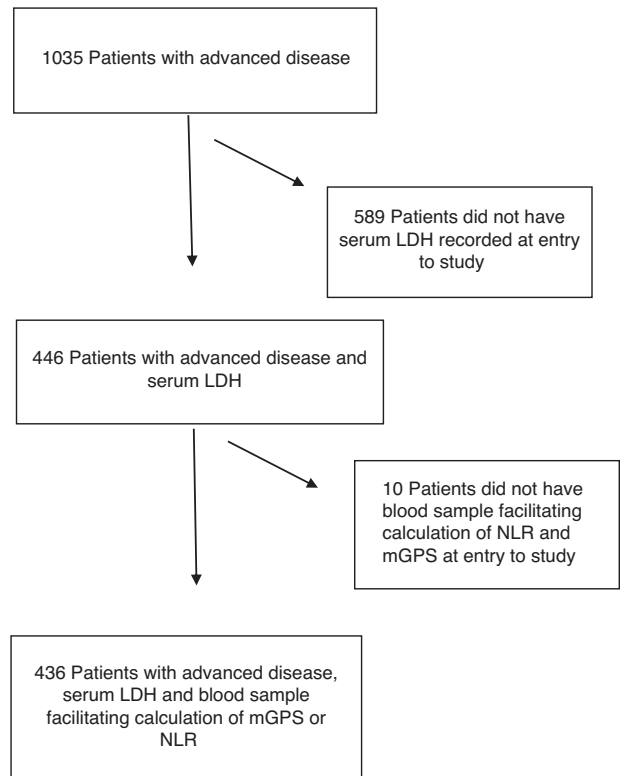 1035 Patients with advanced disease
589 Patients did not have
serum LDH recorded at entry
to study
446 Patients with advanced disease and
serum LDH
10 Patients did not have
blood sample facilitating
calculation of NLR and
mGPS at entry to study
436 Patients with advanced disease,
serum LDH and blood sample
facilitating calculation of mGPS or
NLR